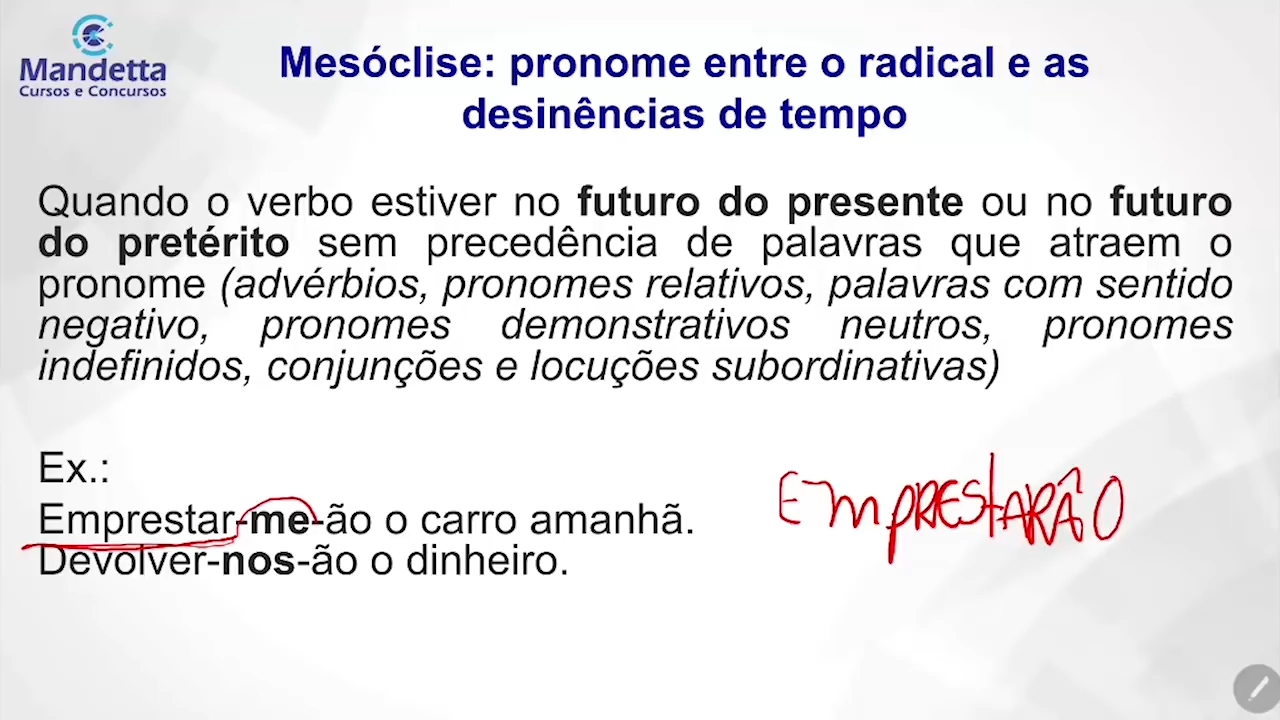 Mandetta
Cursos e Concursos
Mesóclise: pronome entre o radical e as
desinências de tempo
Quando o verbo estiver no futuro do presente ou no futuro
do pretérito sem precedência de palavras que atraem o
pronome (advérbios, pronomes relativos, palavras com sentido
negativo, pronomes demonstrativos neutros, pronomes
indefinidos, conjunções e locuções subordinativas)
Ex.:
Emprestar-me-ão o carro amanhã.
Devolver-nos-ão o dinheiro.
EMPRESTARÃO